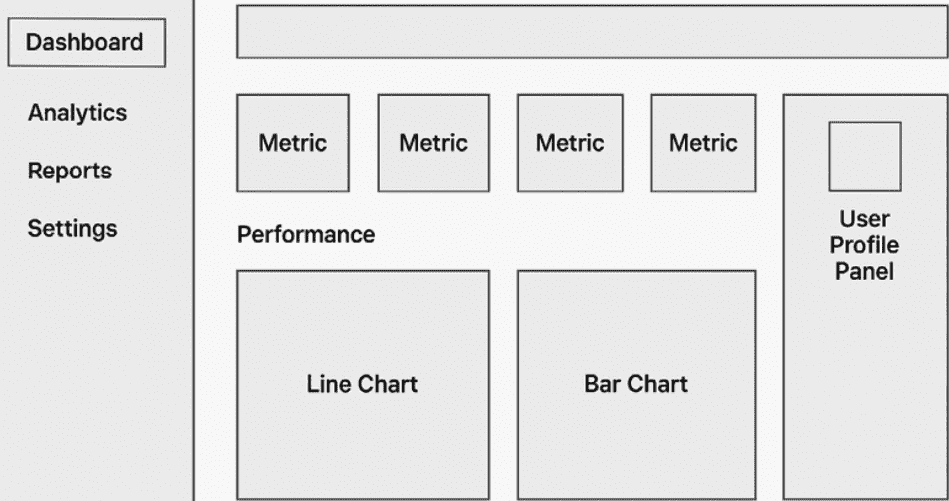 Dashboard
Analytics
Reports
Settings
Metric
Metric
Metric
Metric
Performance
Line Chart
Bar Chart
User
Profile
Panel